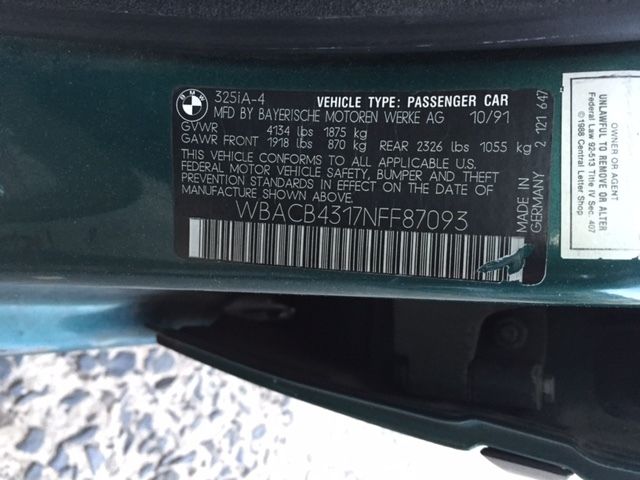 BMW
325iA-4 VEHICLE TYPE: PASSENGER CAR
MFD BY BAYERISCHE MOTOREN WERKE AG 10/91
GVWR 4134 lbs 1875 kg
GAWR FRONT 1918 lbs 870 kg REAR 2326 lbs 1055 kg
THIS VEHICLE CONFORMS TO ALL APPLICABLE U.S.
FEDERAL MOTOR VEHICLE SAFETY, BUMPER AND THEFT
PREVENTION STANDARDS IN EFFECT ON THE DATE OF
MANUFACTURE SHOWN ABOVE.
WBACB4317NFF87093
MADE IN
GERMANY
2 121 647
OWNER OR AGENT
UNLAWFUL TO REMOVE OR ALTER
Federal Law 92-513 Title IV Sec. 407
©1988 Central Letter Shop